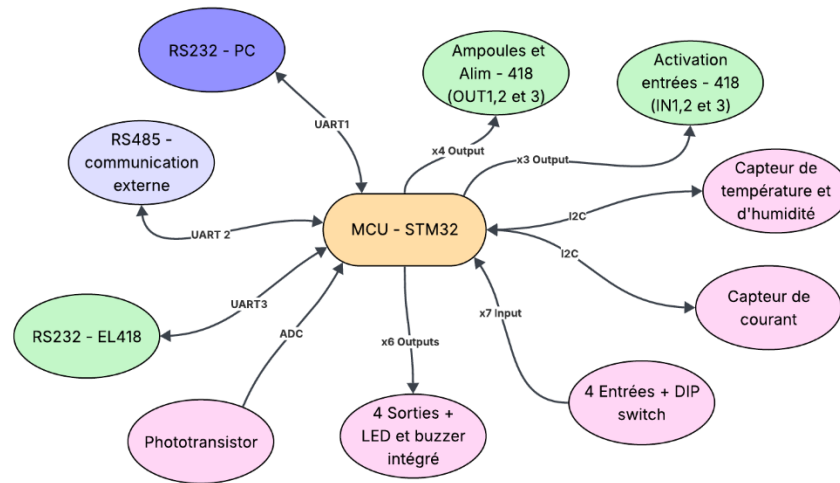 RS232 - PC
Ampoules et
Alim - 418
(OUT1,2 et 3)
Activation
entrées - 418
(IN1,2 et 3)
UART1
x4 Output
x3 Output
RS485 -
communication
externe
Capteur de
température et
d'humidité
UART 2
MCU - STM32
I2C
I2C
UART3
x7 Input
RS232 - EL418
ADC
x6 Outputs
Capteur de
courant
Phototransistor
4 Sorties +
LED et buzzer
intégré
4 Entrées + DIP
switch